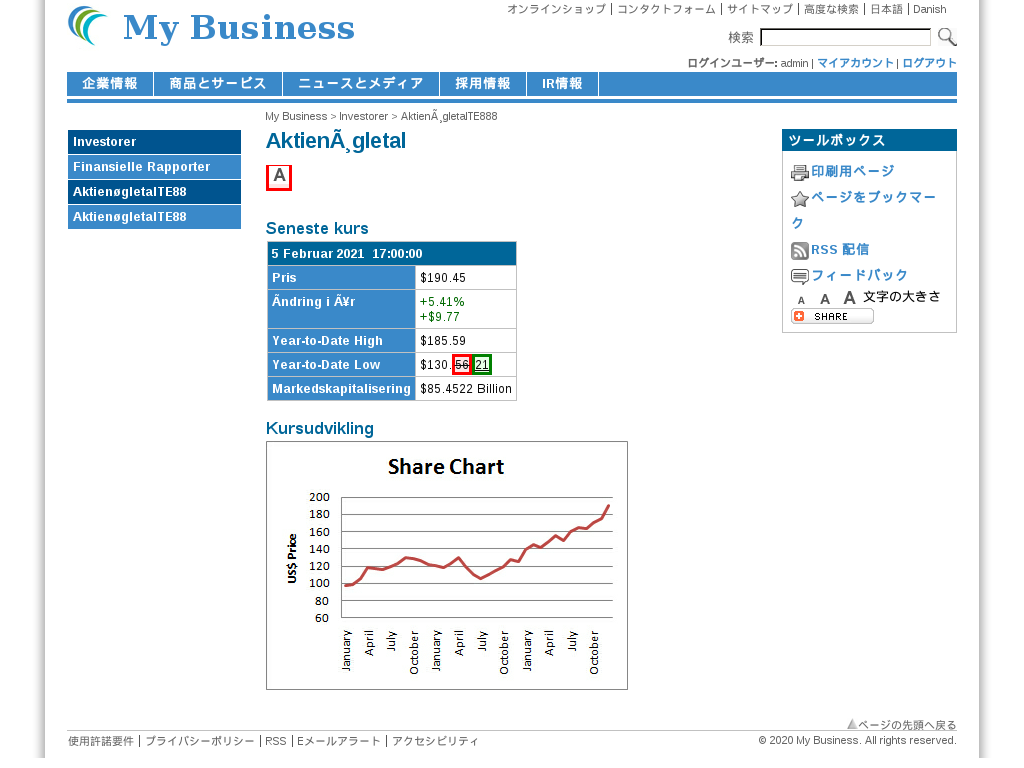 My Business
オンラインショップ | コンタクトフォーム | サイトマップ | 高度な検索 | 日本語 | Danish
検索
ログインユーザー: admin | マイアカウント | ログアウト
企業情報 商品とサービス ニュースとメディア 採用情報 IR情報
My Business > Investorer > AktienÃ¸gletalTE888
Investorer
Finansielle Rapporter
AktienøgletalTE88
AktienøgletalTE88
AktienÃ¸gletal
A
Seneste kurs
5 Februar 2021 17:00:00
Pris $190.45
Ãndring i Ã¥r +5.41%
+$9.77
Year-to-Date High $185.59
Year-to-Date Low $130.56 21
Markedskapitalisering $85.4522 Billion
Kursudvikling
Share Chart
US$ Price
200
180
160
140
120
100
80
60
January April July October January April July October January April July October
ツールボックス
印刷用ページ
ページをブックマー
ク
RSS 配信
フィードバック
A A A 文字の大きさ
SHARE
ページの先頭へ戻る
使用許諾要件 | プライバシーポリシー | RSS | Eメールアラート | アクセシビリティ
© 2020 My Business. All rights reserved.